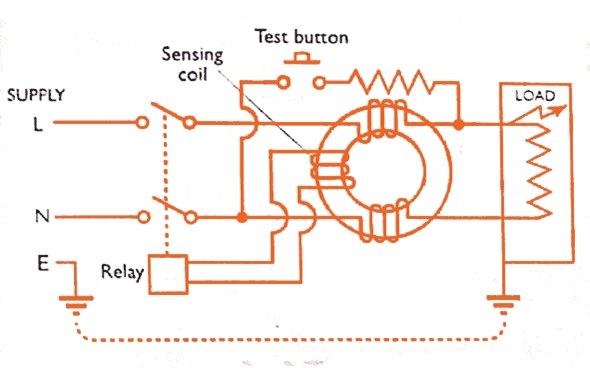 Test button
Sensing
coil
SUPPLY
LOAD
L
N
E
Relay